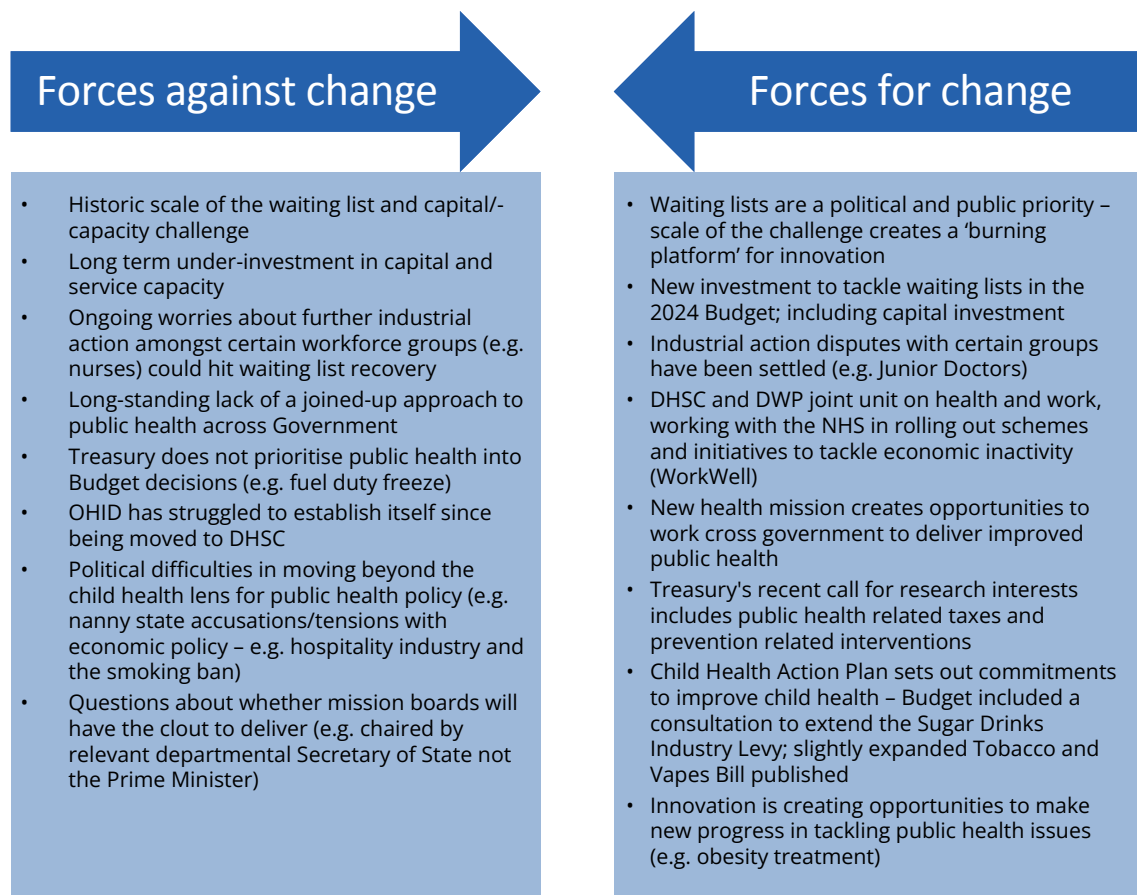 Forces against change
• Historic scale of the waiting list and capital/-
capacity challenge
• Long term under-investment in capital and
service capacity
• Ongoing worries about further industrial
action amongst certain workforce groups (e.g.
nurses) could hit waiting list recovery
• Long-standing lack of a joined-up approach to
public health across Government
• Treasury does not prioritise public health into
Budget decisions (e.g. fuel duty freeze)
• OHID has struggled to establish itself since
being moved to DHSC
• Political difficulties in moving beyond the
child health lens for public health policy (e.g.
nanny state accusations/tensions with
economic policy – e.g. hospitality industry and
the smoking ban)
• Questions about whether mission boards will
have the clout to deliver (e.g. chaired by
relevant departmental Secretary of State not
the Prime Minister)
Forces for change
• Waiting lists are a political and public priority –
scale of the challenge creates a ‘burning
platform’ for innovation
• New investment to tackle waiting lists in the
2024 Budget; including capital investment
• Industrial action disputes with certain groups
have been settled (e.g. Junior Doctors)
• DHSC and DWP joint unit on health and work,
working with the NHS in rolling out schemes
and initiatives to tackle economic inactivity
(WorkWell)
• New health mission creates opportunities to
work cross government to deliver improved
public health
• Treasury's recent call for research interests
includes public health related taxes and
prevention related interventions
• Child Health Action Plan sets out commitments
to improve child health – Budget included a
consultation to extend the Sugar Drinks
Industry Levy; slightly expanded Tobacco and
Vapes Bill published
• Innovation is creating opportunities to make
new progress in tackling public health issues
(e.g. obesity treatment)